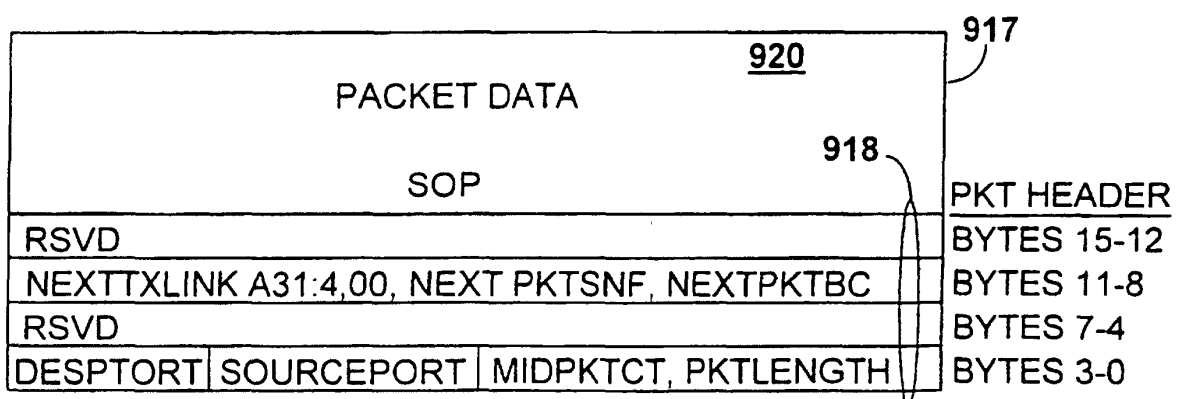 917
920
PACKET DATA
918
SOP
PKT HEADER
RSVD BYTES 15-12
NEXTTXLINK A31:4,00, NEXT PKTSNF, NEXTPKTBC BYTES 11-8
RSVD BYTES 7-4
DESPTORT SOURCEPORT MIDPKTCT, PKTLENGTH BYTES 3-0